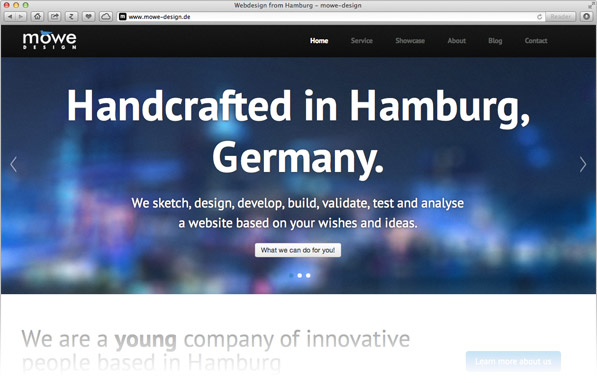 Webdesign from Hamburg – mowe-design
www.mowe-design.de
Reader
mowe
DESIGN
Home Service Showcase About Blog Contact
Handcrafted in Hamburg,
Germany.
We sketch, design, develop, build, validate, test and analyse
a website based on your wishes and ideas.
What we can do for you!
We are a young company of innovative
people based in Hamburg
Learn more about us